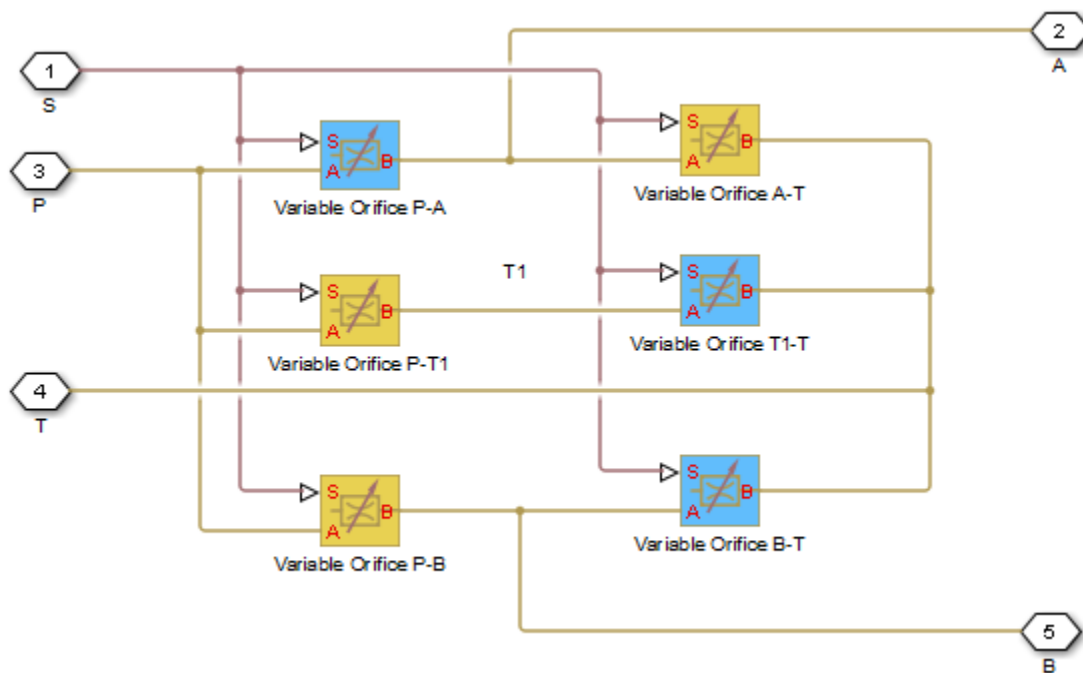 2
A
1
S
S
A B
Variable Orifice P-A
S
A B
Variable Orifice A-T
3
P
T1
S
A B
Variable Orifice P-T1
S
A B
Variable Orifice T1-T
4
T
S
A B
Variable Orifice P-B
S
A B
Variable Orifice B-T
5
B